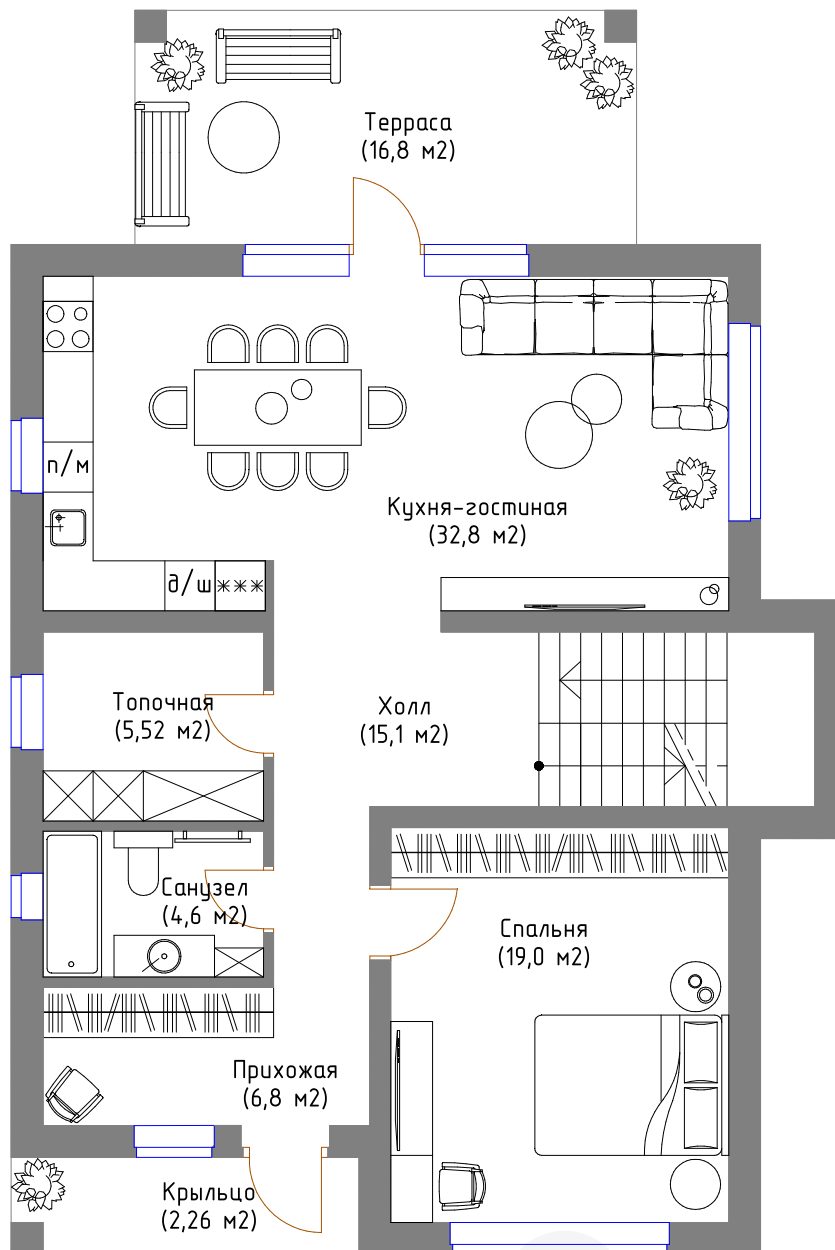 Терраса
(16,8 м2)
п/м
Кухня-гостиная
(32,8 м2)
д/ш ***
Топочная
(5,52 м2)
Холл
(15,1 м2)
Санузел
(4,6 м2)
Спальня
(19,0 м2)
Прихожая
(6,8 м2)
Крыльцо
(2,26 м2)